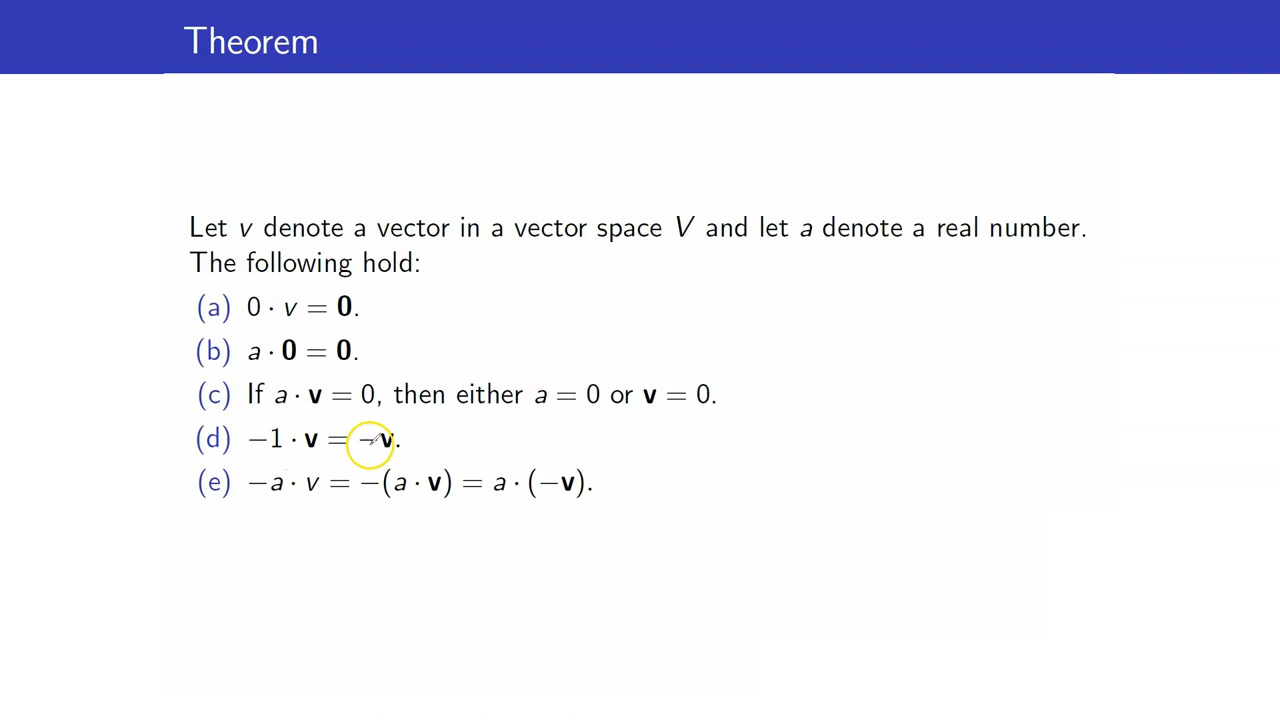 Theorem
Let v denote a vector in a vector space V and let a denote a real number.
The following hold:
(a) 0 · v = 0.
(b) a · 0 = 0.
(c) If a · v = 0, then either a = 0 or v = 0.
(d) −1 · v = −v.
(e) −a · v = −(a · v) = a · (−v).